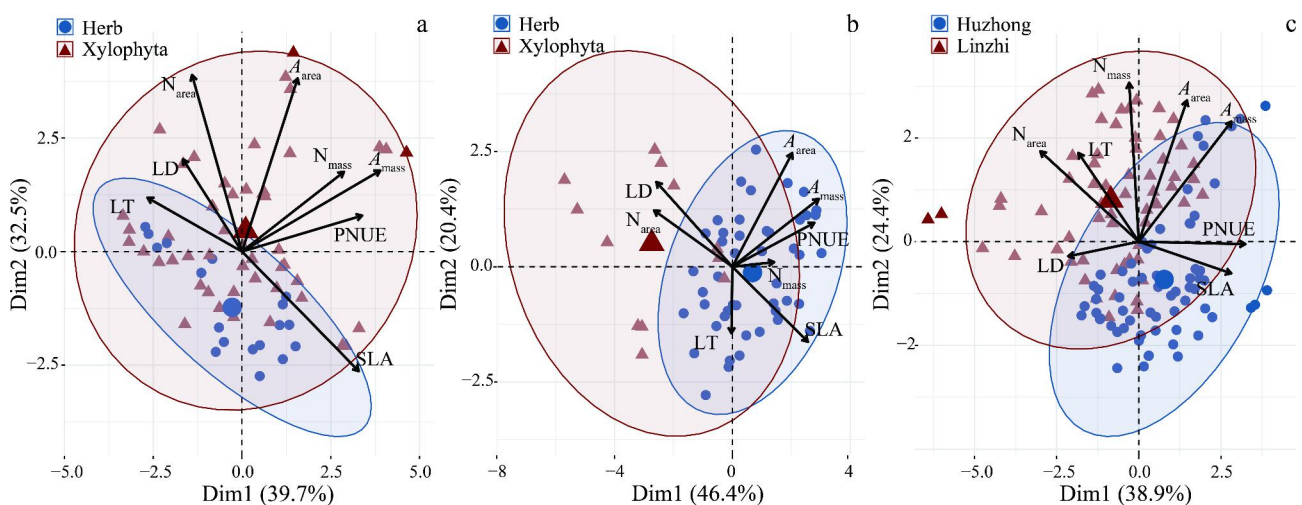 Herb
Xylophyta
a
N area
A area
N mass
A mass
LD
LT
PNUE
SLA
2.5
0.0
−2.5
−5.0 −2.5 0.0 2.5 5.0
Dim2 (32.5%)
Dim1 (39.7%)
Herb
Xylophyta
b
A area
LD
A mass
N area
PNUE
N mass
LT
SLA
2.5
0.0
−2.5
−4 0 4
Dim2 (20.4%)
Dim1 (46.4%)
Huzhong
Linzhi
c
N mass
A area
A mass
N area
LT
PNUE
LD
SLA
2
0
−2
−5.0 −2.5 0.0 2.5
Dim2 (24.4%)
Dim1 (38.9%)